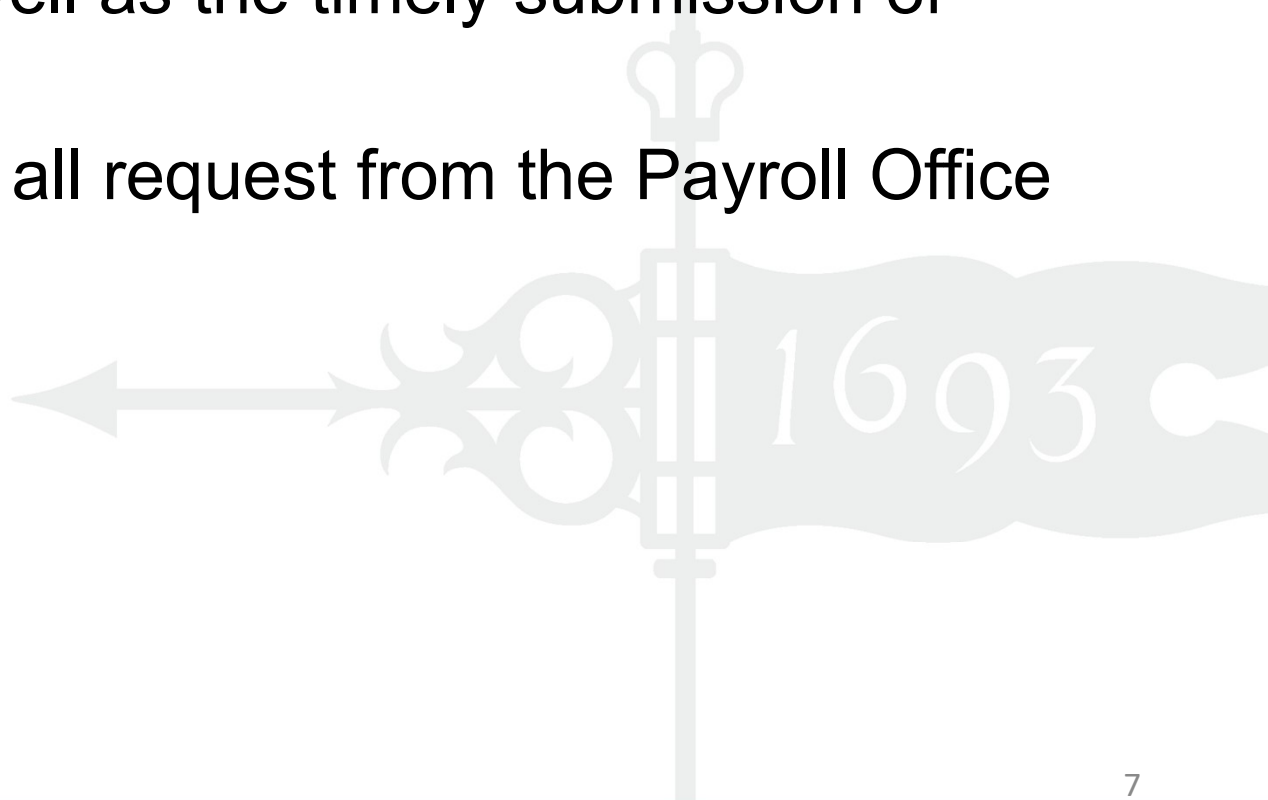 as the timely submission of
all request from the Payroll Office
1693
7